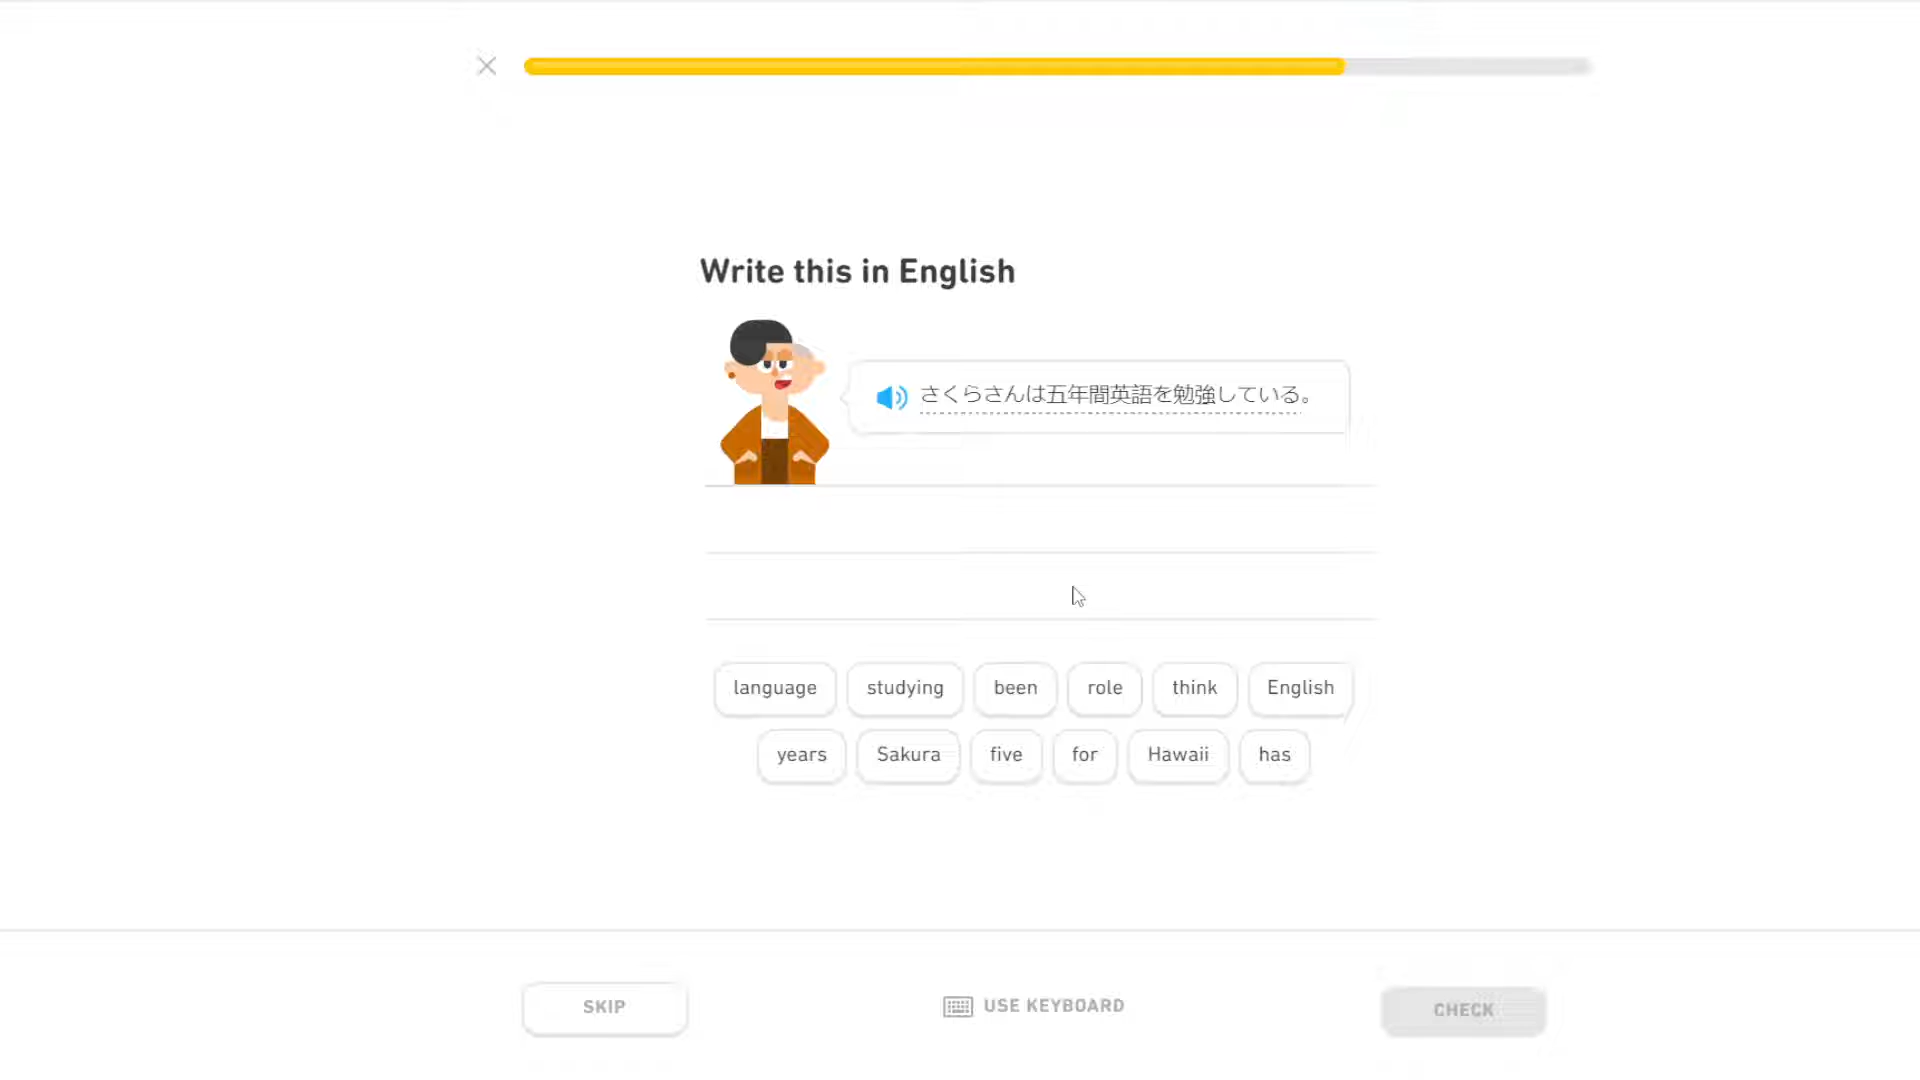 Write this in English
さくらさんは五年間英語を勉強している。
language studying been role think English
years Sakura five for Hawaii has
SKIP USE KEYBOARD CHECK